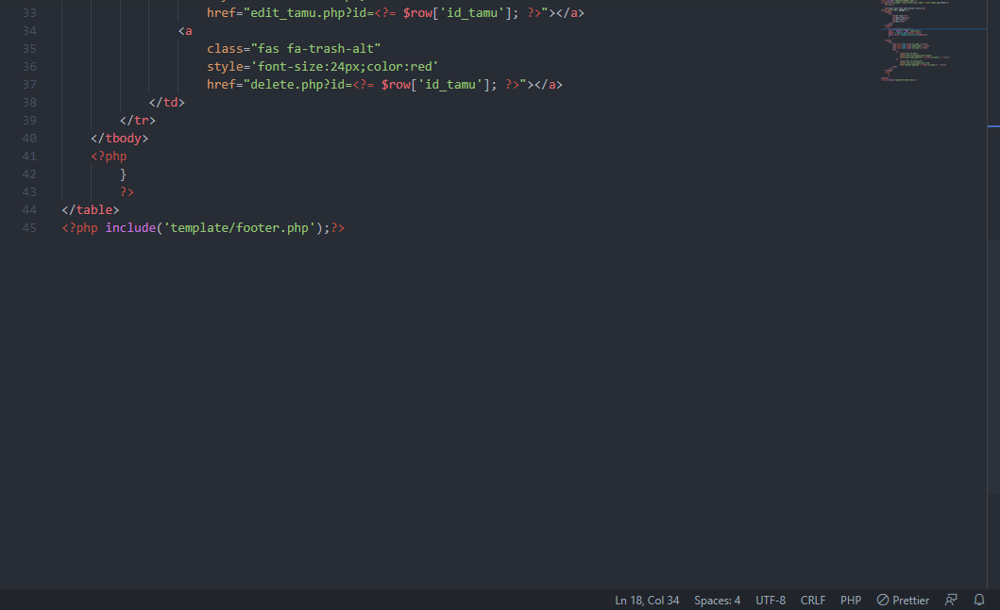 33 href="edit_tamu.php?id=<?= $row['id_tamu']; ?>"></a>
34 <a
35 class="fas fa-trash-alt"
36 style='font-size:24px;color:red'
37 href="delete.php?id=<?= $row['id_tamu']; ?>"></a>
38 </td>
39 </tr>
40 </tbody>
41 <?php
42 }
43 ?>
44 </table>
45 <?php include('template/footer.php');?>
Ln 18, Col 34 Spaces: 4 UTF-8 CRLF PHP Prettier